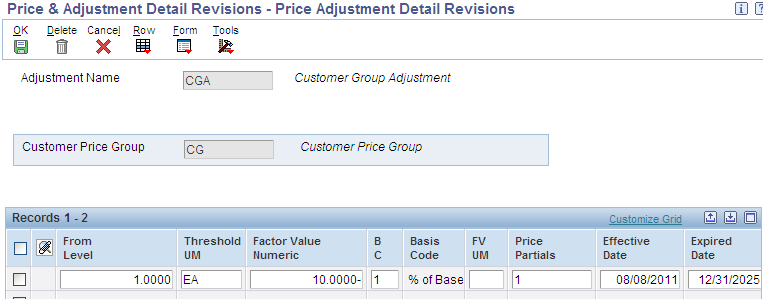 Price & Adjustment Detail Revisions - Price Adjustment Detail Revisions
OK Delete Cancel Row Form Tools
Adjustment Name CGA Customer Group Adjustment
Customer Price Group CG Customer Price Group
Records 1 - 2 Customize Grid
From Level Threshold UM Factor Value Numeric B C Basis Code FV UM Price Partials Effective Date Expired Date
1.0000 EA 10.0000- 1 % of Base 1 08/08/2011 12/31/2025